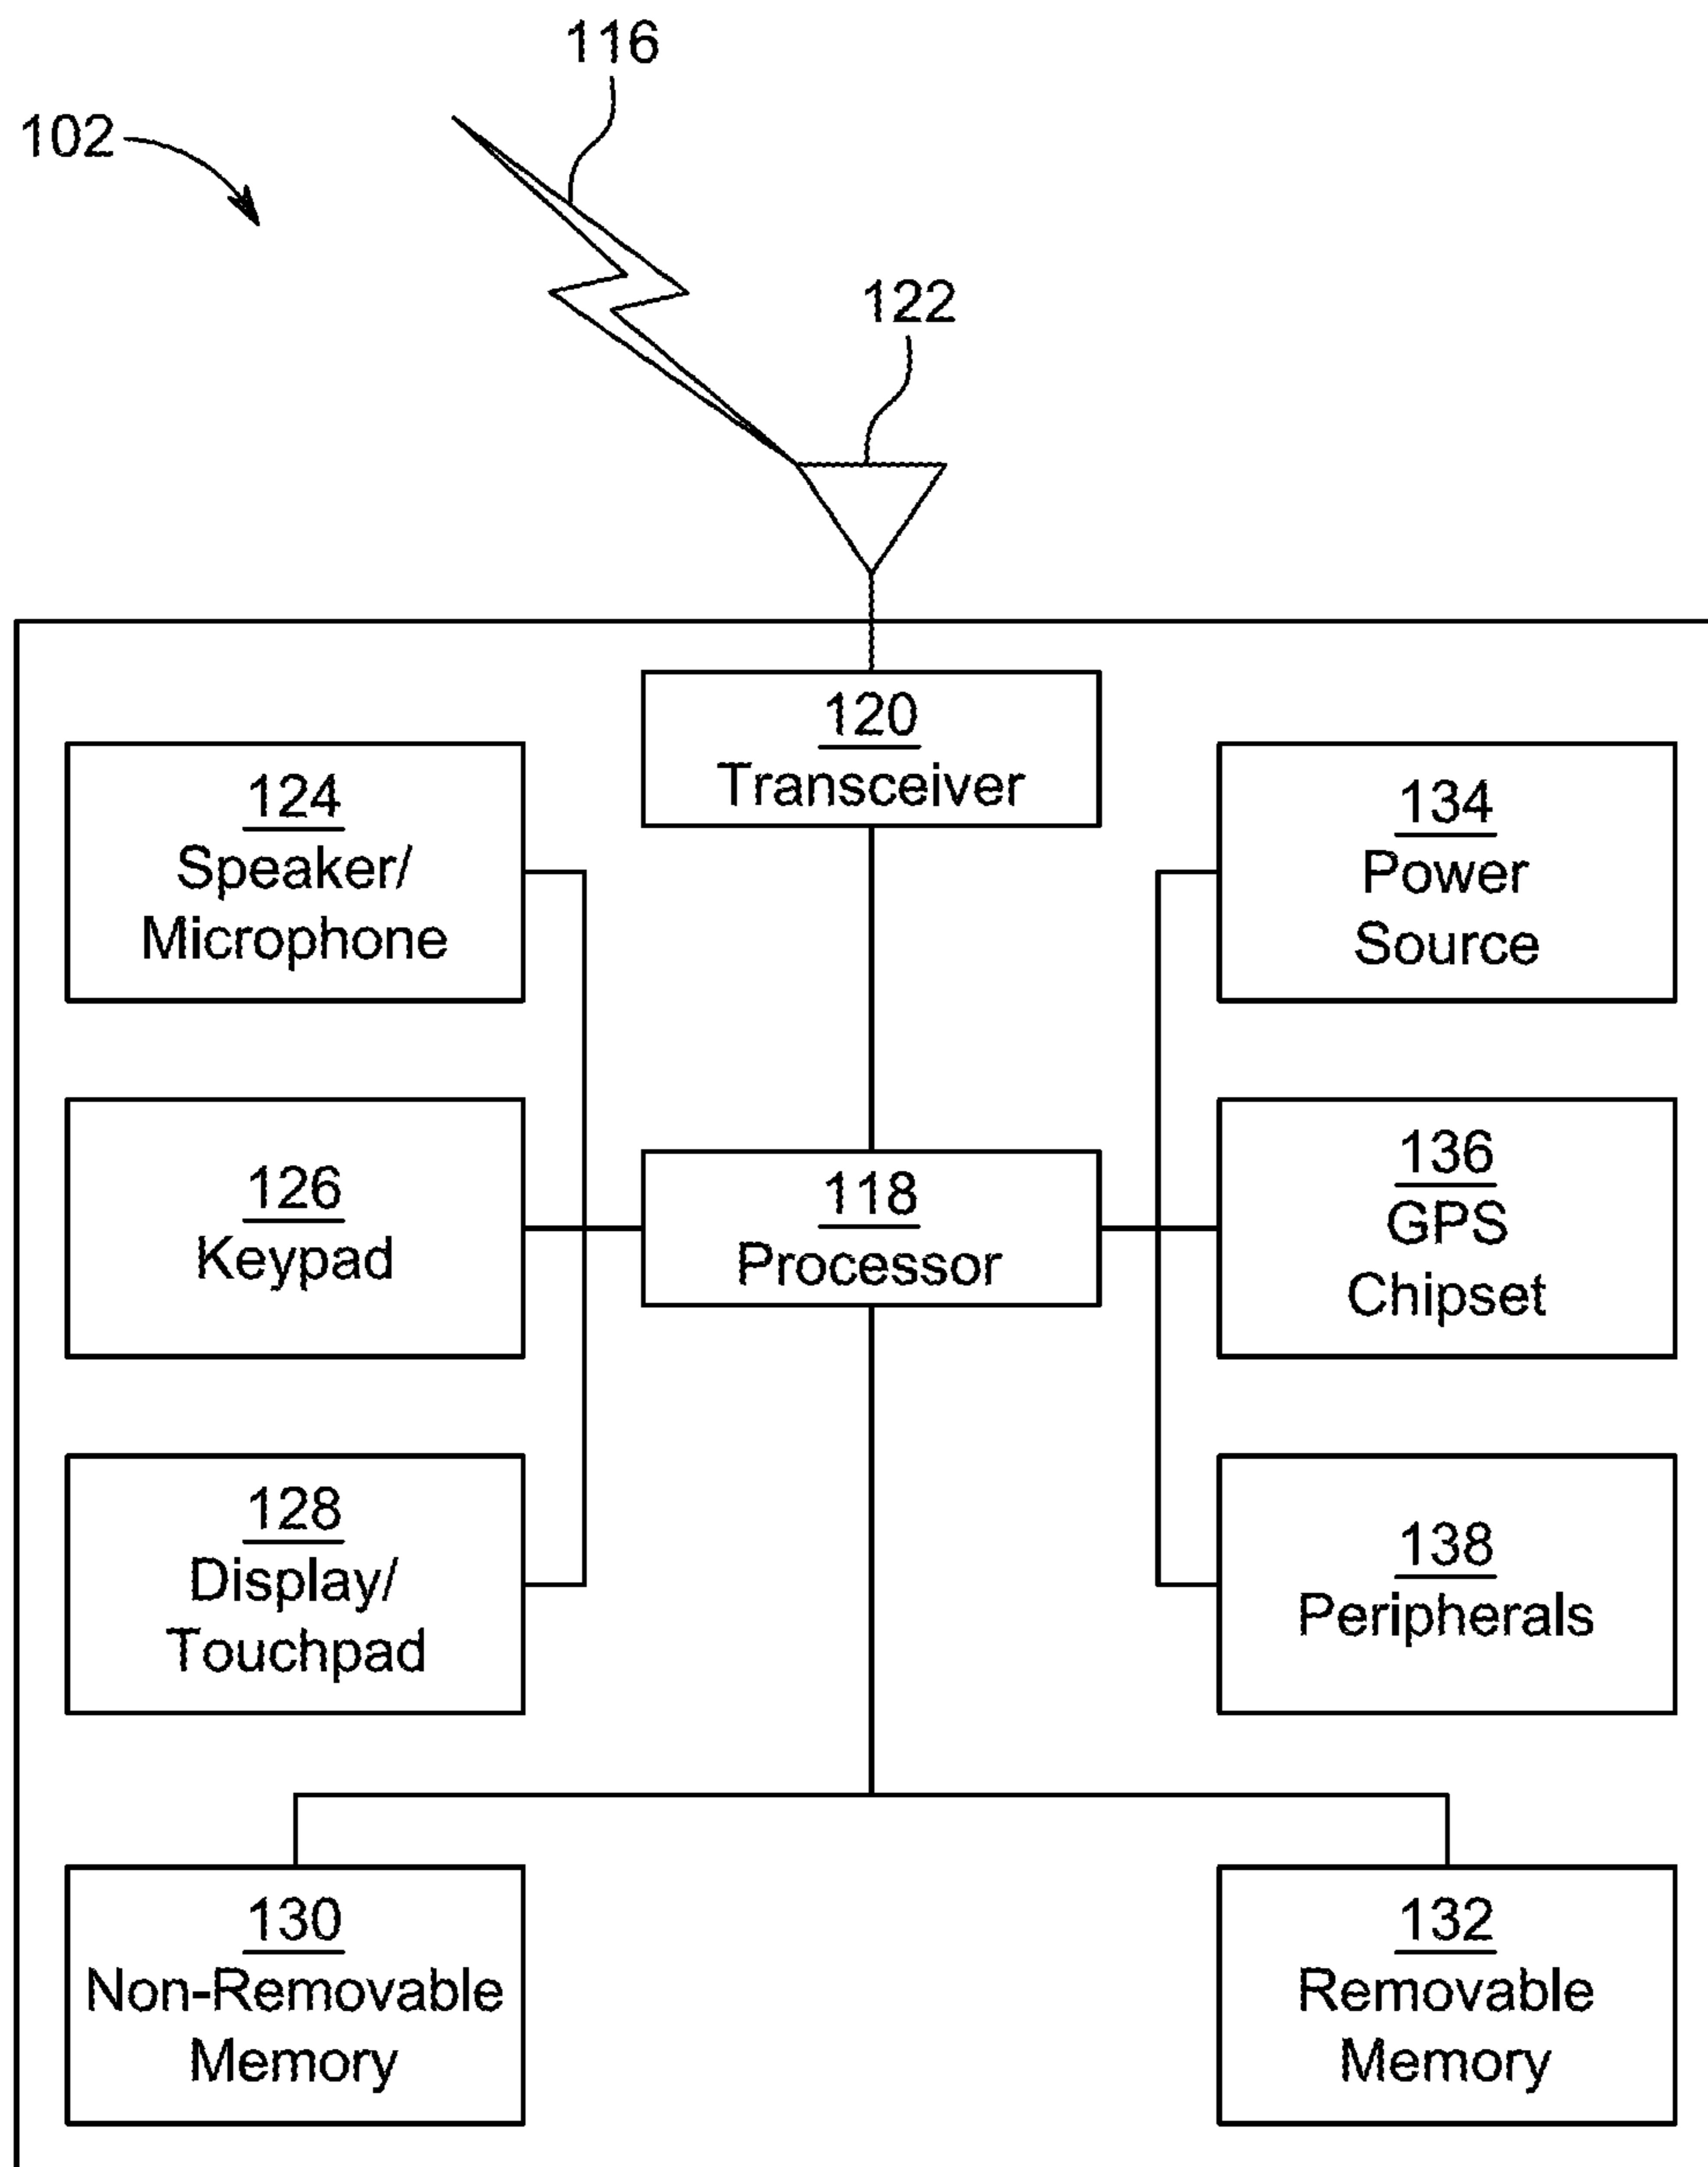 116
102
122
120
Transceiver
124
Speaker/
Microphone
134
Power
Source
126
Keypad
118
Processor
136
GPS
Chipset
128
Display/
Touchpad
138
Peripherals
130
Non-Removable
Memory
132
Removable
Memory